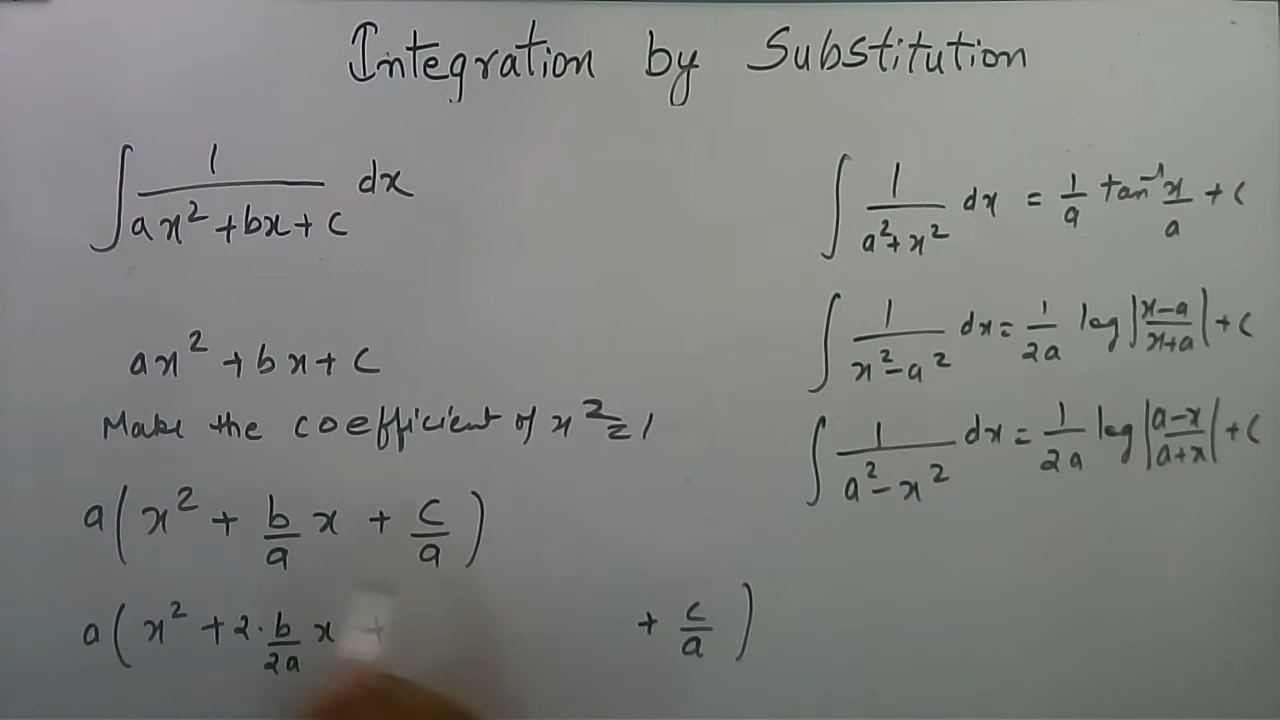 Integration by Substitution
∫ 1/(ax² + bx + c) dx
ax² + bx + c
Make the coefficient of x² = 1
a(x² + b/a x + c/a)
a(x² + 2·b/2a x + + c/a)
∫ 1/(a² + x²) dx = 1/a tan⁻¹ x/a + c
∫ 1/(x² - a²) dx = 1/2a log|x-a/x+a| + c
∫ 1/(a² - x²) dx = 1/2a log|a-x/a+x| + c